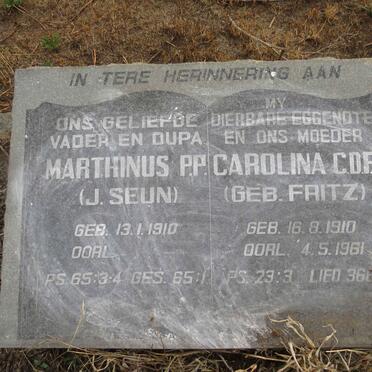 IN TERE HERINNERING AAN
ONS GELIEFDE
VADER EN OUPA
MARTHINUS P.P.
(J. SEUN)
GEB. 13.1.1910
OORL.
PS. 65:3-4 GES. 65:1
MY
DIERBARE EGGENOTE
EN ONS MOEDER
CAROLINA C.D.F.
(GEB. FRITZ)
GEB. 16.8.1910
OORL. 4.5.1961
PS. 23:3 LIED